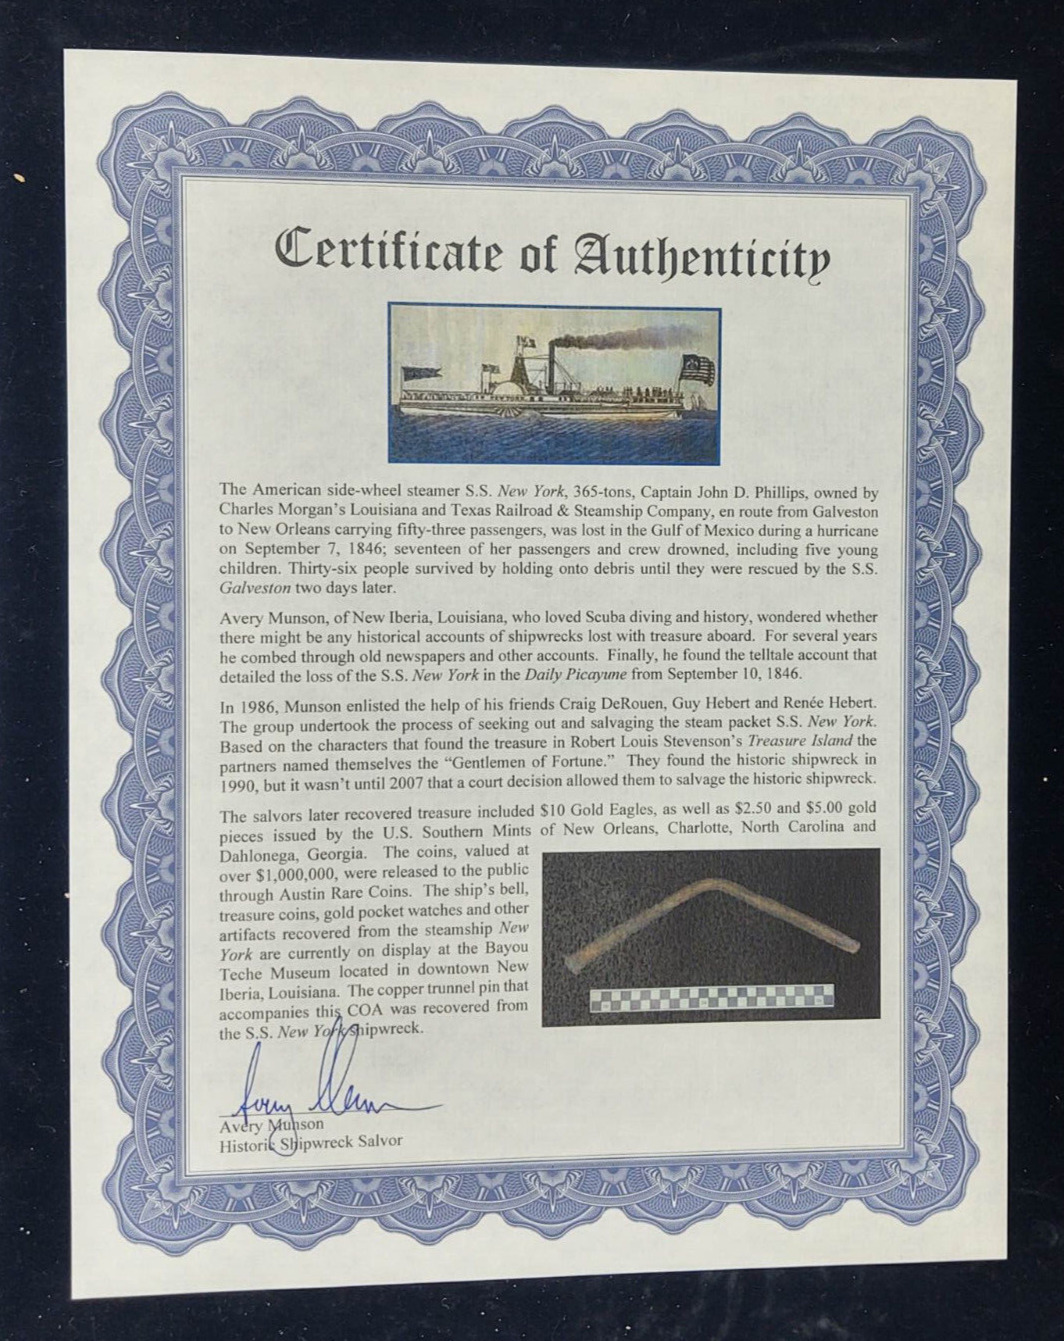 Certificate of Authenticity
NEW YORK
The American side-wheel steamer S.S. New York, 365-tons, Captain John D. Phillips, owned by
Charles Morgan's Louisiana and Texas Railroad & Steamship Company, en route from Galveston
to New Orleans carrying fifty-three passengers, was lost in the Gulf of Mexico during a hurricane
on September 7, 1846; seventeen of her passengers and crew drowned, including five young
children. Thirty-six people survived by holding onto debris until they were rescued by the S.S.
Galveston two days later.
Avery Munson, of New Iberia, Louisiana, who loved Scuba diving and history, wondered whether
there might be any historical accounts of shipwrecks lost with treasure aboard. For several years
he combed through old newspapers and other accounts. Finally, he found the telltale account that
detailed the loss of the S.S. New York in the Daily Picayune from September 10, 1846.
In 1986, Munson enlisted the help of his friends Craig DeRouen, Guy Hebert and Renée Hebert.
The group undertook the process of seeking out and salvaging the steam packet S.S. New York.
Based on the characters that found the treasure in Robert Louis Stevenson's Treasure Island the
partners named themselves the “Gentlemen of Fortune.” They found the historic shipwreck in
1990, but it wasn't until 2007 that a court decision allowed them to salvage the historic shipwreck.
The salvors later recovered treasure included $10 Gold Eagles, as well as $2.50 and $5.00 gold
pieces issued by the U.S. Southern Mints of New Orleans, Charlotte, North Carolina and
Dahlonega, Georgia. The coins, valued at
over $1,000,000, were released to the public
through Austin Rare Coins. The ship's bell,
treasure coins, gold pocket watches and other
artifacts recovered from the steamship New
York are currently on display at the Bayou
Teche Museum located in downtown New
Iberia, Louisiana. The copper trunnel pin that
accompanies this COA was recovered from
the S.S. New York shipwreck.
Avery Munson
Avery Munson
Historic Shipwreck Salvor